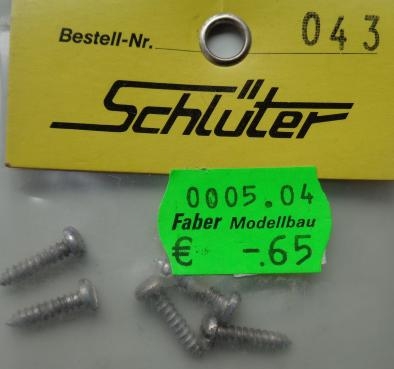 Bestell-Nr. 043
Schlüter
0005.04
Faber Modellbau
€ -.65